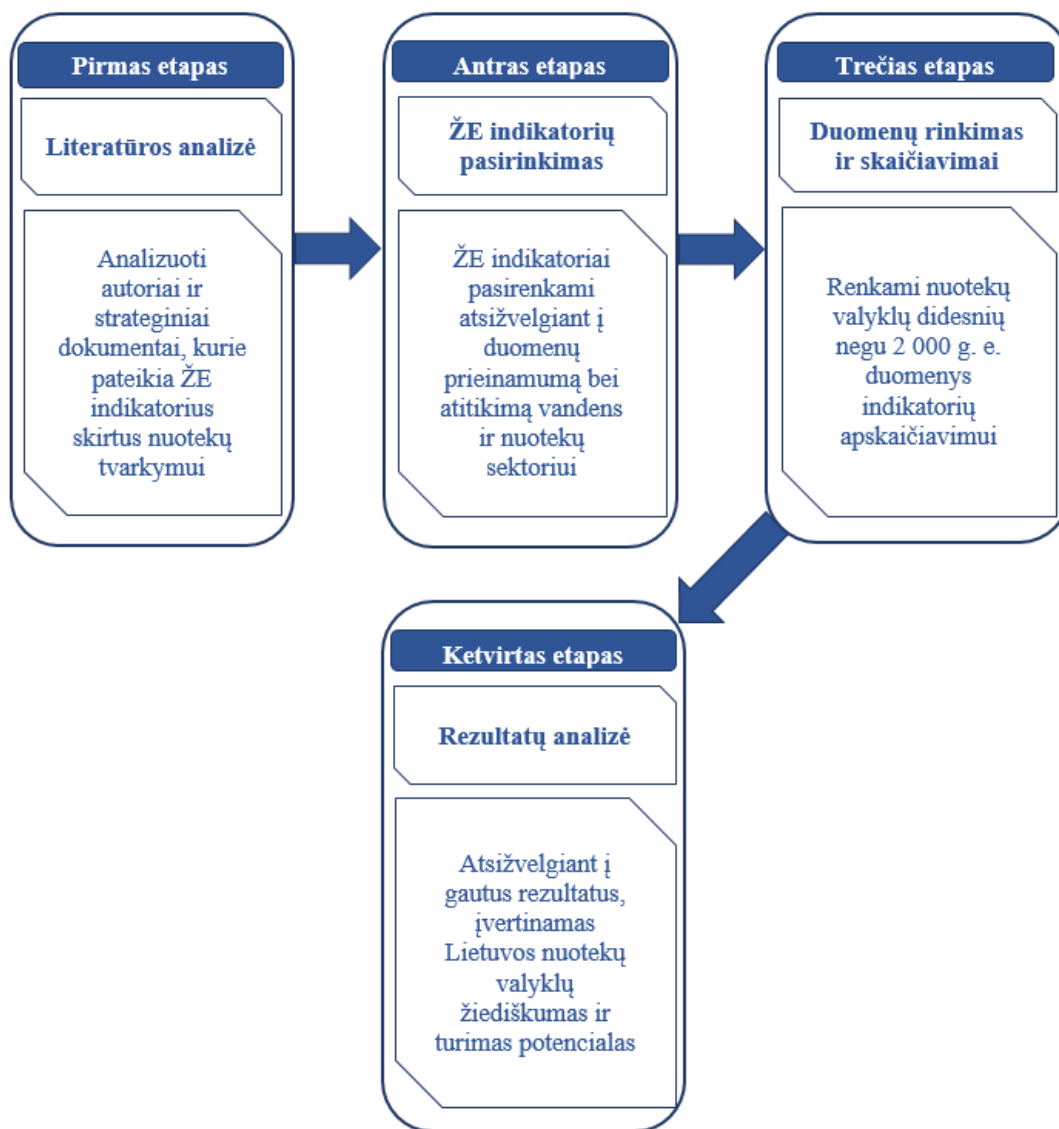 Pirmas etapas
Literatūros analizė
Analizuoti
autoriai ir
strateginiai
dokumentai, kurie
pateikia ŽE
indikatorius
skirtus nuotekų
tvarkymui
Antras etapas
ŽE indikatorių
pasirinkimas
ŽE indikatoriai
pasirenkami
atsižvelgiant į
duomenų
prieinamumą bei
atitikimą vandens
ir nuotekų
sektoriui
Trečias etapas
Duomenų rinkimas
ir skaičiavimai
Renkami nuotekų
valyklų didesnių
negu 2 000 g. e.
duomenys
indikatorių
apskaičiavimui
Ketvirtas etapas
Rezultatų analizė
Atsižvelgiant į
gautus rezultatus,
įvertinamas
Lietuvos nuotekų
valyklų
žiediškumas ir
turimas potencialas